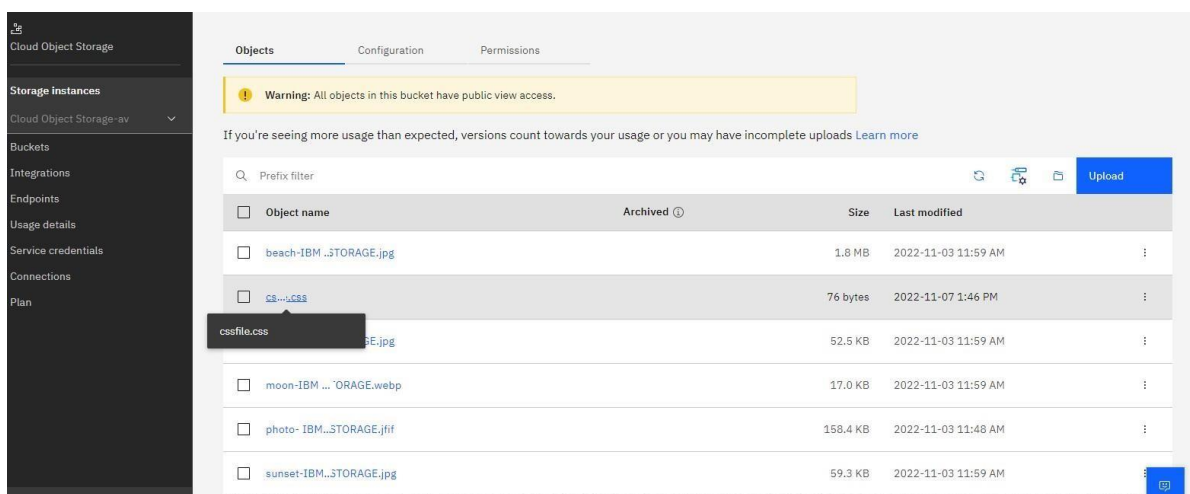 Cloud Object Storage
Storage instances
Cloud Object Storage-av
Buckets
Integrations
Endpoints
Usage details
Service credentials
Connections
Plan
Objects Configuration Permissions
Warning: All objects in this bucket have public view access.
If you're seeing more usage than expected, versions count towards your usage or you may have incomplete uploads Learn more
Prefix filter Upload
Object name Archived Size Last modified
beach-IBM ..STORAGE.jpg 1.8 MB 2022-11-03 11:59 AM
cs....css 76 bytes 2022-11-07 1:46 PM
cssfile.css
GE.jpg 52.5 KB 2022-11-03 11:59 AM
moon-IBM ... ORAGE.webp 17.0 KB 2022-11-03 11:59 AM
photo- IBM..STORAGE.jfif 158.4 KB 2022-11-03 11:48 AM
sunset-IBM..STORAGE.jpg 59.3 KB 2022-11-03 11:59 AM